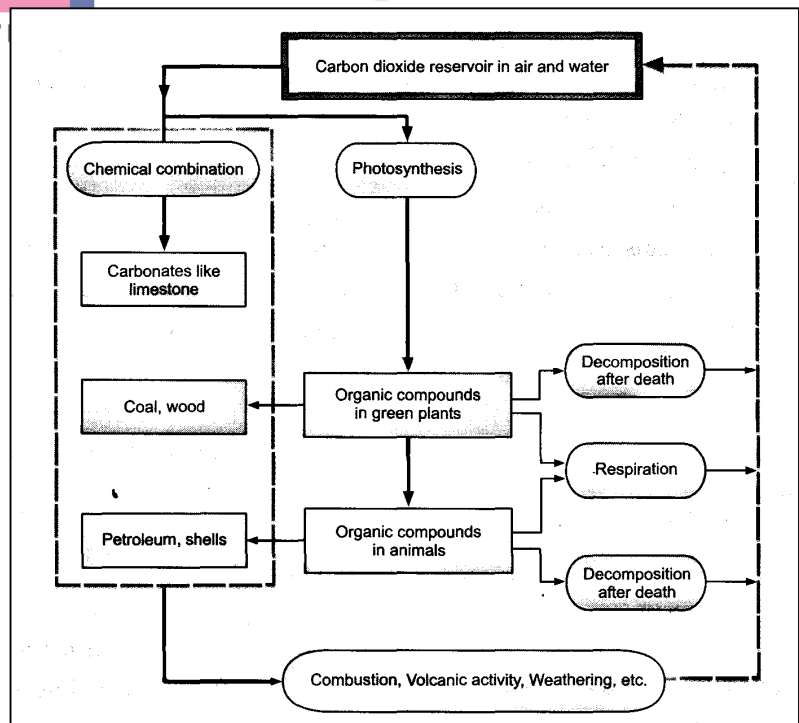 Carbon dioxide reservoir in air and water
Chemical combination
Photosynthesis
Carbonates like
limestone
Decomposition
after death
Coal, wood
Organic compounds
in green plants
Respiration
Petroleum, shells
Organic compounds
in animals
Decomposition
after death
Combustion, Volcanic activity, Weathering, etc.